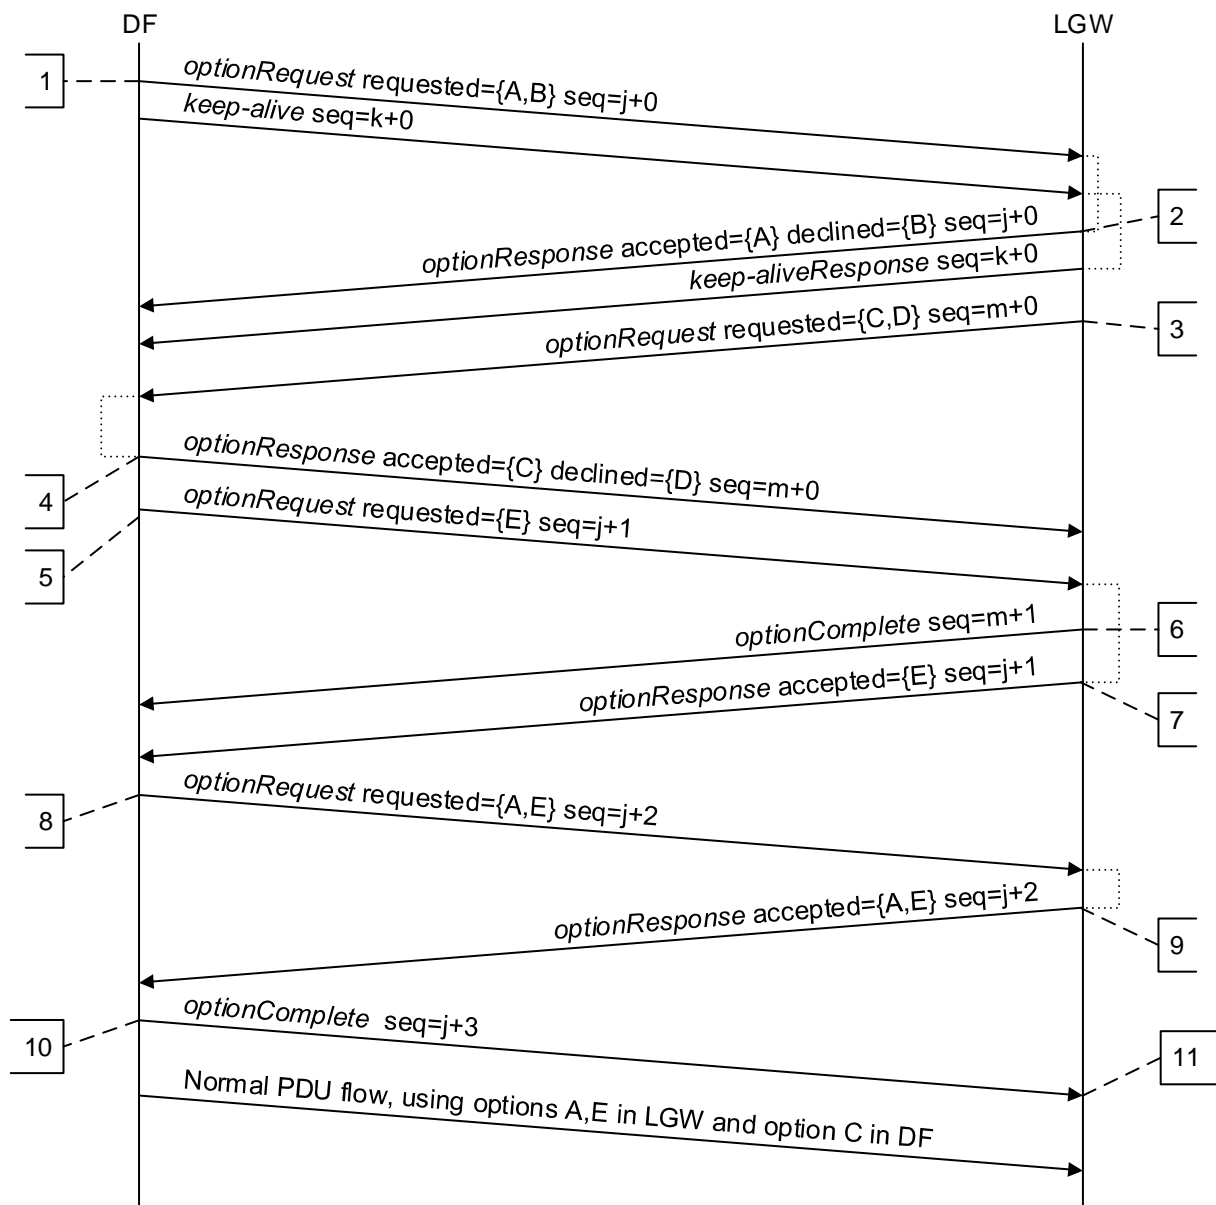 DF
LGW
1
optionRequest requested={A,B} seq=j+0
keep-alive seq=k+0
2
optionResponse accepted={A} declined={B} seq=j+0
keep-aliveResponse seq=k+0
3
optionRequest requested={C,D} seq=m+0
optionResponse accepted={C} declined={D} seq=m+0
4
optionRequest requested={E} seq=j+1
5
optionComplete seq=m+1
6
optionResponse accepted={E} seq=j+1
7
optionRequest requested={A,E} seq=j+2
8
optionResponse accepted={A,E} seq=j+2
9
optionComplete seq=j+3
10
11
Normal PDU flow, using options A,E in LGW and option C in DF